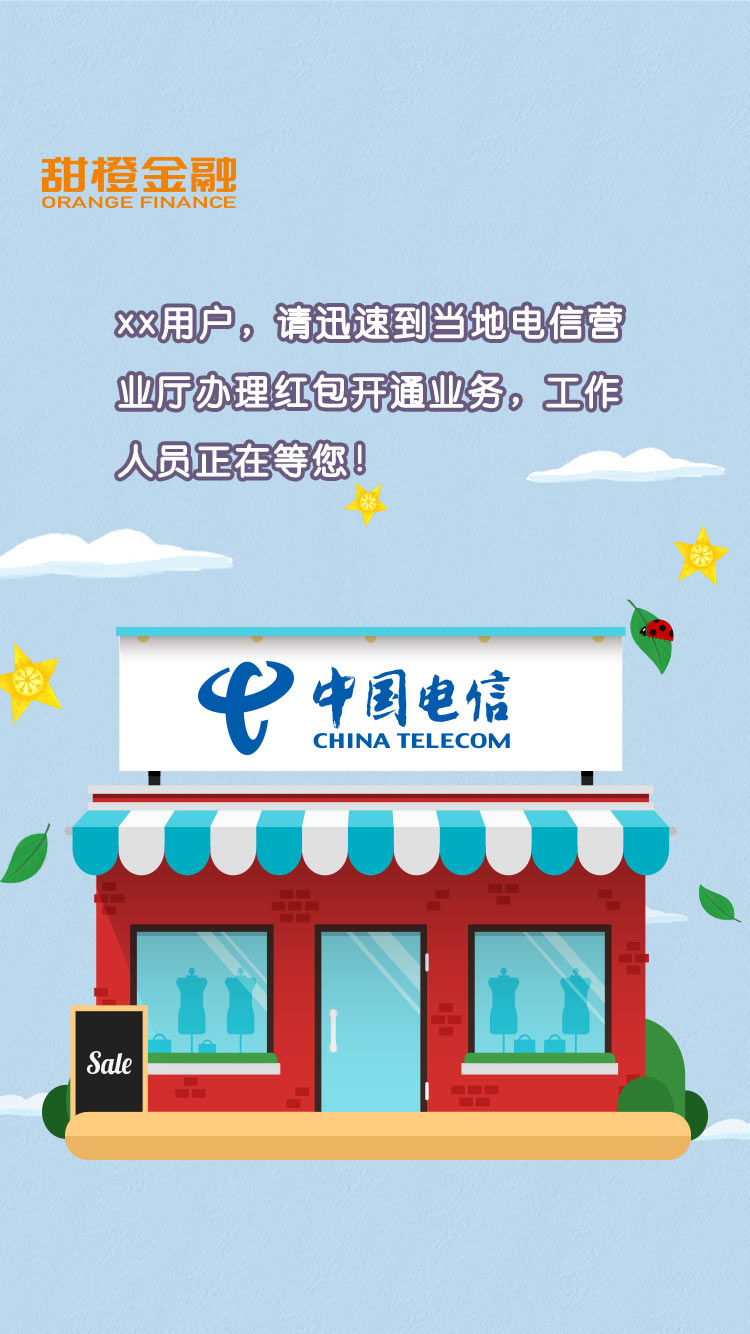 甜橙金融
ORANGE FINANCE
xx用户，请迅速到当地电信营
业厅办理红包开通业务，工作
人员正在等您！
中国电信
CHINA TELECOM
Sale